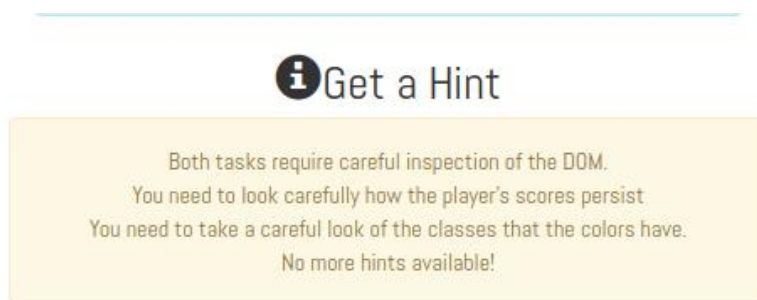 Get a Hint
Both tasks require careful inspection of the DOM.
You need to look carefully how the player's scores persist
You need to take a careful look of the classes that the colors have.
No more hints available!